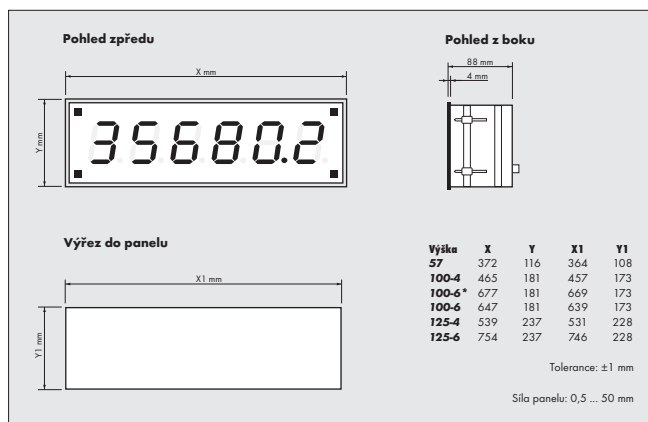 Pohled zpředu
X mm
Y mm
35680.2
Pohled z boku
88 mm
4 mm
Výřez do panelu
X1 mm
Y1 mm
Výška X Y X1 Y1
57 372 116 364 108
100-4 465 181 457 173
100-6* 677 181 669 173
100-6 647 181 639 173
125-4 539 237 531 228
125-6 754 237 746 228
Tolerance: ±1 mm
Síla panelu: 0,5 ... 50 mm